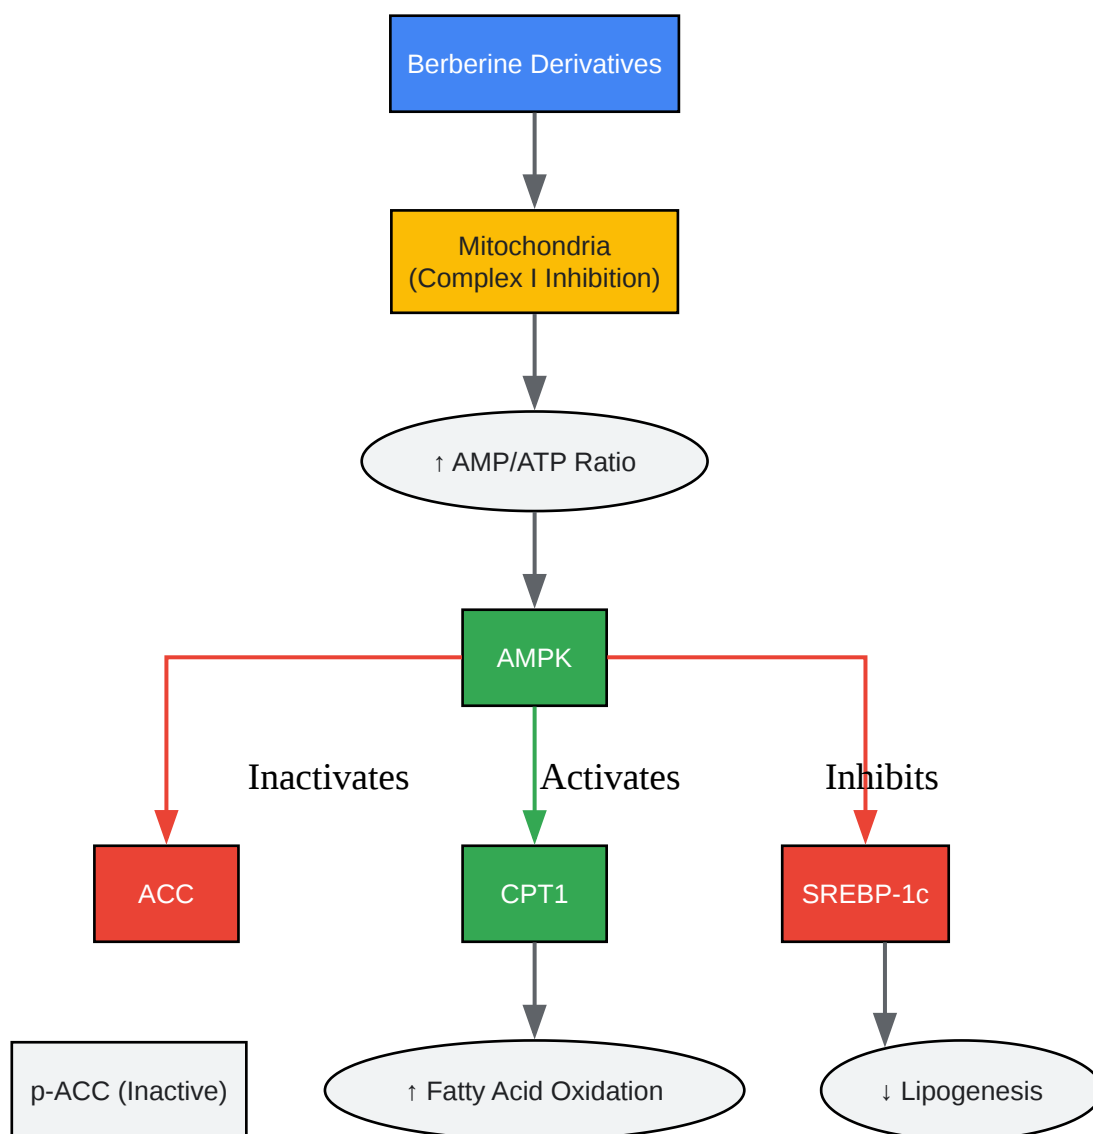 Berberine Derivatives
Mitochondria
(Complex I Inhibition)
↑ AMP/ATP Ratio
AMPK
Inactivates
Activates
Inhibits
ACC
CPT1
SREBP-1c
p-ACC (Inactive)
↑ Fatty Acid Oxidation
↓ Lipogenesis